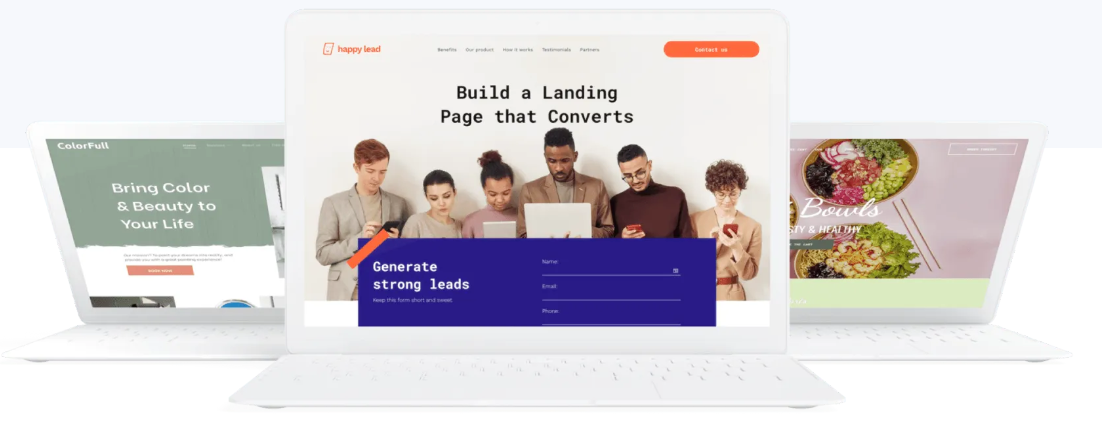 happy lead
Benefits
Our product
How it works
Testimonials
Partners
Contact us
Build a Landing
Page that Converts
Generate
strong leads
Keep this form short and sweet
Name
Email
Phone
ColorFull
Bring Color
& Beauty to
Your Life
Bowls
& HEALTHY